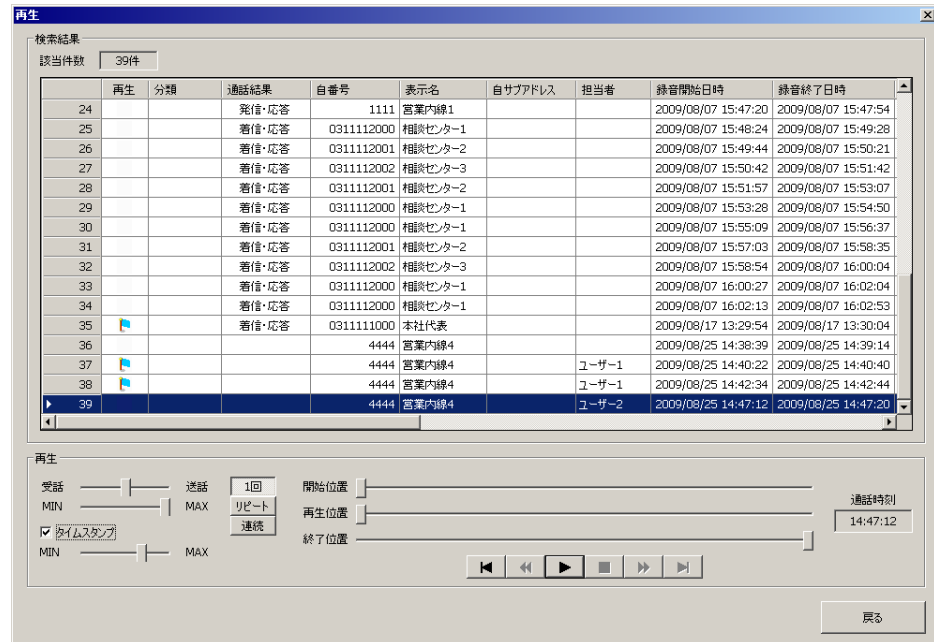 再生
検索結果
該当件数 39件
再生 分類 通話結果 自番号 表示名 自サブアドレス 担当者 録音開始日時 録音終了日時
24 発信・応答 1111 営業内線1 2009/08/07 15:47:20 2009/08/07 15:47:54
25 着信・応答 0311112000 相談センター1 2009/08/07 15:48:24 2009/08/07 15:49:28
26 着信・応答 0311112001 相談センター2 2009/08/07 15:49:44 2009/08/07 15:50:21
27 着信・応答 0311112002 相談センター3 2009/08/07 15:50:42 2009/08/07 15:51:42
28 着信・応答 0311112001 相談センター2 2009/08/07 15:51:57 2009/08/07 15:53:07
29 着信・応答 0311112000 相談センター1 2009/08/07 15:53:28 2009/08/07 15:54:50
30 着信・応答 0311112000 相談センター1 2009/08/07 15:55:09 2009/08/07 15:56:37
31 着信・応答 0311112001 相談センター2 2009/08/07 15:57:03 2009/08/07 15:58:35
32 着信・応答 0311112002 相談センター3 2009/08/07 15:58:54 2009/08/07 16:00:04
33 着信・応答 0311112000 相談センター1 2009/08/07 16:00:27 2009/08/07 16:02:04
34 着信・応答 0311112000 相談センター1 2009/08/07 16:02:13 2009/08/07 16:02:53
35 着信・応答 0311111000 本社代表 2009/08/17 13:29:54 2009/08/17 13:30:04
36 4444 営業内線4 2009/08/25 14:38:39 2009/08/25 14:39:14
37 4444 営業内線4 ユーザー1 2009/08/25 14:40:22 2009/08/25 14:40:40
38 4444 営業内線4 ユーザー1 2009/08/25 14:42:34 2009/08/25 14:42:44
39 4444 営業内線4 ユーザー2 2009/08/25 14:47:12 2009/08/25 14:47:20
再生
受話 送話 1回 開始位置
MIN MAX リピート 再生位置 通話時刻
タイムスタンプ 連続 終了位置 14:47:12
MIN MAX
戻る